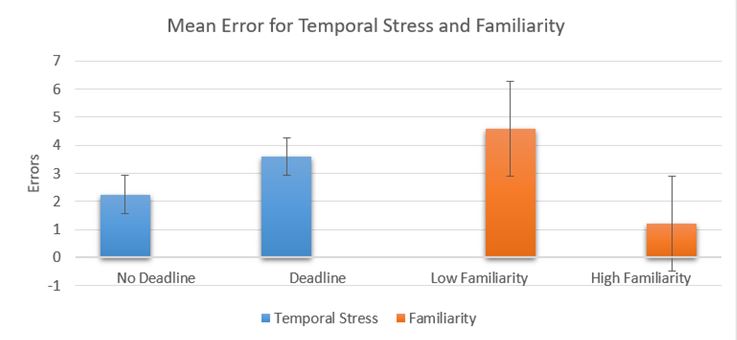 Mean Error for Temporal Stress and Familiarity
7
6
5
4
3
2
1
0
-1
Errors
No Deadline Deadline Low Familiarity High Familiarity
Temporal Stress Familiarity